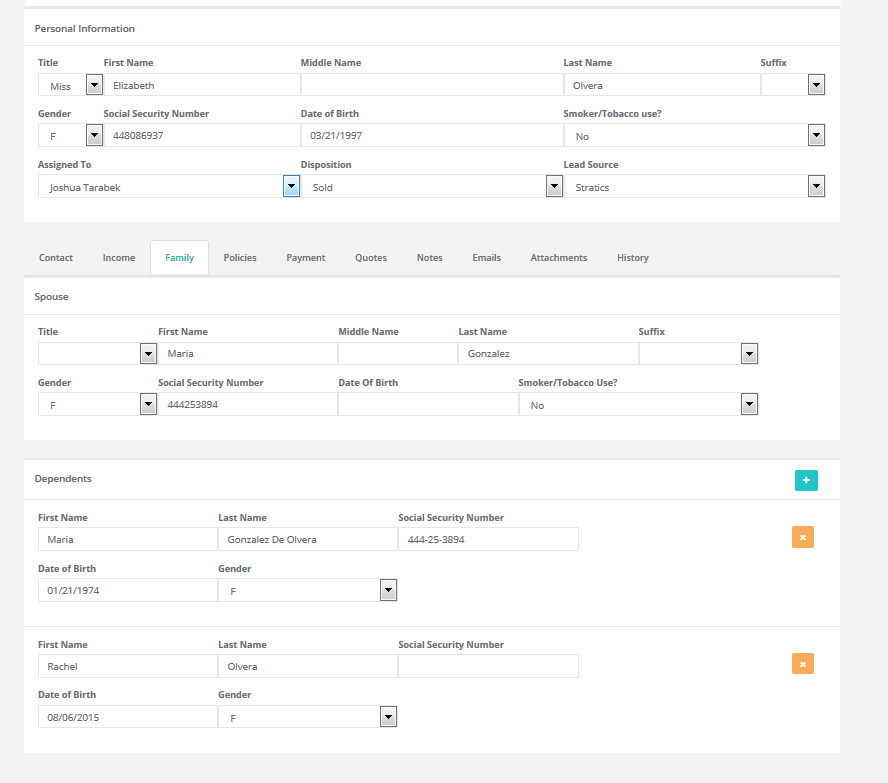 Personal Information
Title First Name Middle Name Last Name Suffix
Miss Elizabeth Olvera
Gender Social Security Number Date of Birth Smoker/Tobacco use?
F 448086937 03/21/1997 No
Assigned To Disposition Lead Source
Joshua Tarabek Sold Stratics
Contact Income Family Policies Payment Quotes Notes Emails Attachments History
Spouse
Title First Name Middle Name Last Name Suffix
Maria Gonzalez
Gender Social Security Number Date Of Birth Smoker/Tobacco Use?
F 444253894 No
Dependents
First Name Last Name Social Security Number
Maria Gonzalez De Olvera 444-25-3894
Date of Birth Gender
01/21/1974 F
First Name Last Name Social Security Number
Rachel Olvera
Date of Birth Gender
08/06/2015 F